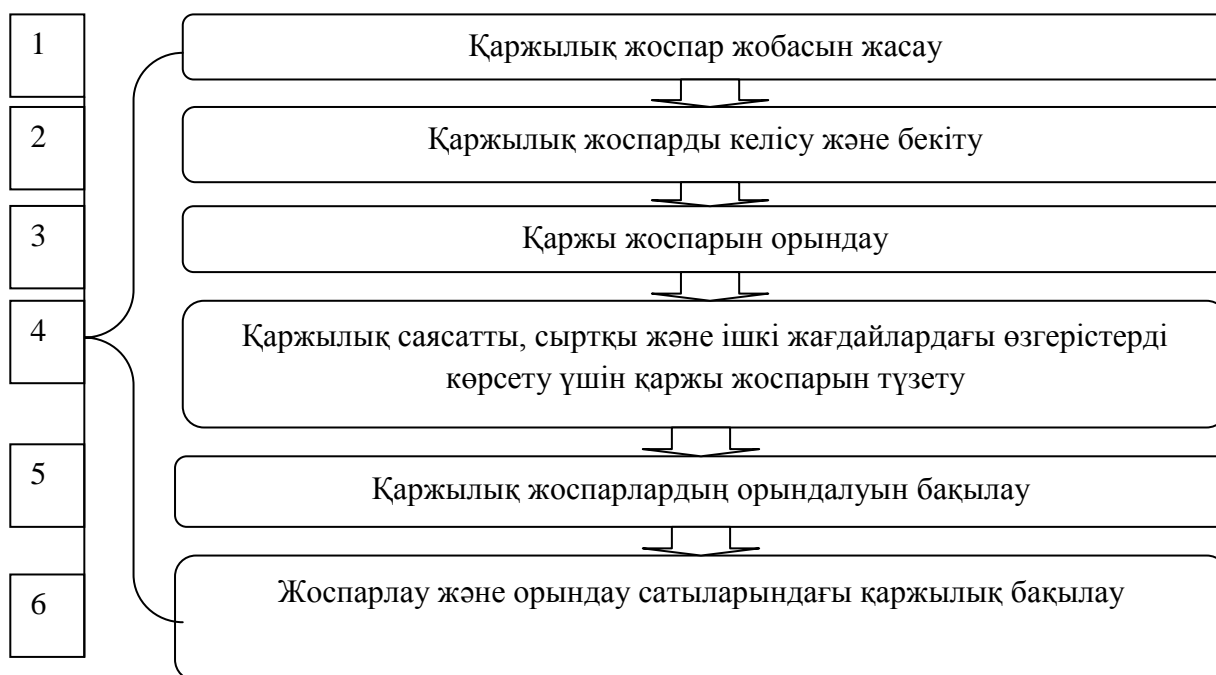 1
Қаржылық жоспар жобасын жасау
2
Қаржылық жоспарды келісу және бекіту
3
Қаржы жоспарын орындау
4
Қаржылық саясатты, сыртқы және ішкі жағдайлардағы өзгерістерді
көрсету үшін қаржы жоспарын түзету
5
Қаржылық жоспарлардың орындалуын бақылау
6
Жоспарлау және орындау сатыларындағы қаржылық бақылау